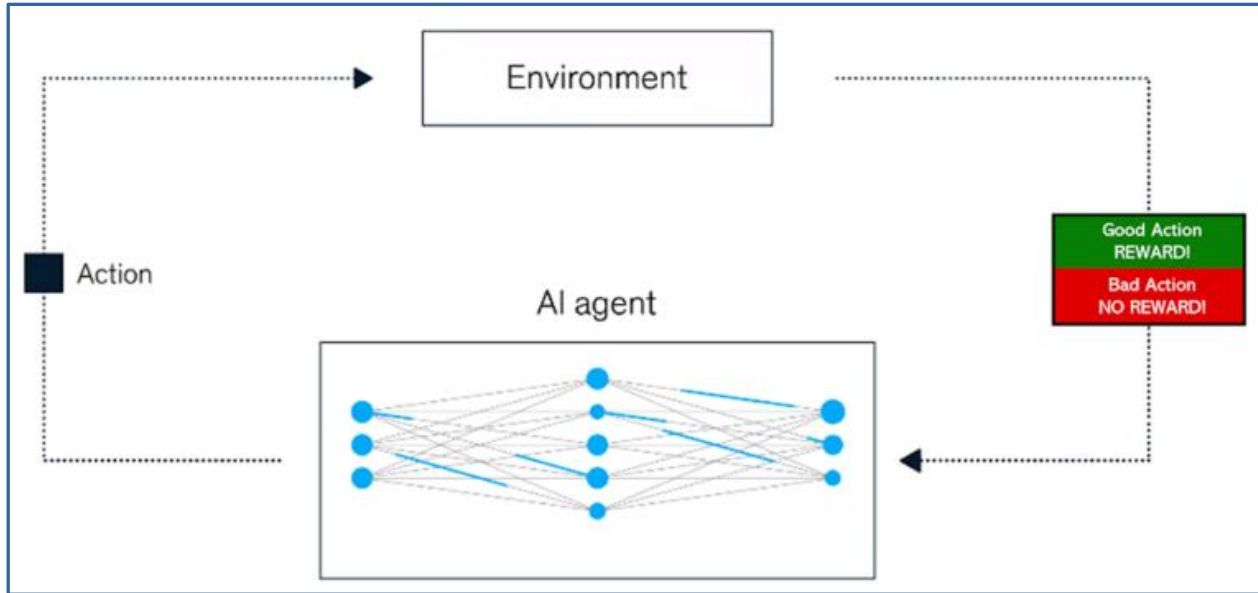 Environment
Good Action
REWARD!
Bad Action
NO REWARD!
Action
AI agent